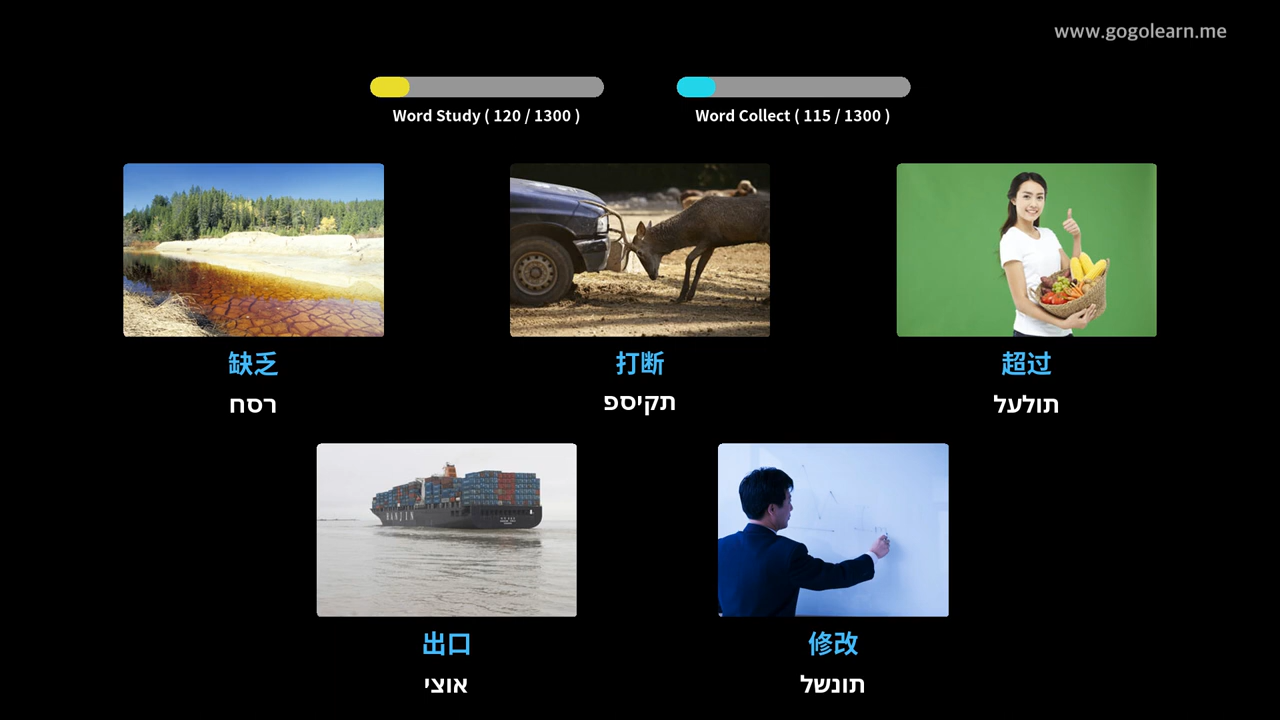 www.gogolearn.me
Word Study ( 120 / 1300 )
Word Collect ( 115 / 1300 )
缺乏
רסח
打断
תקיספ
超过
תולעל
HANJIN
出口
אוצי
修改
תונשל